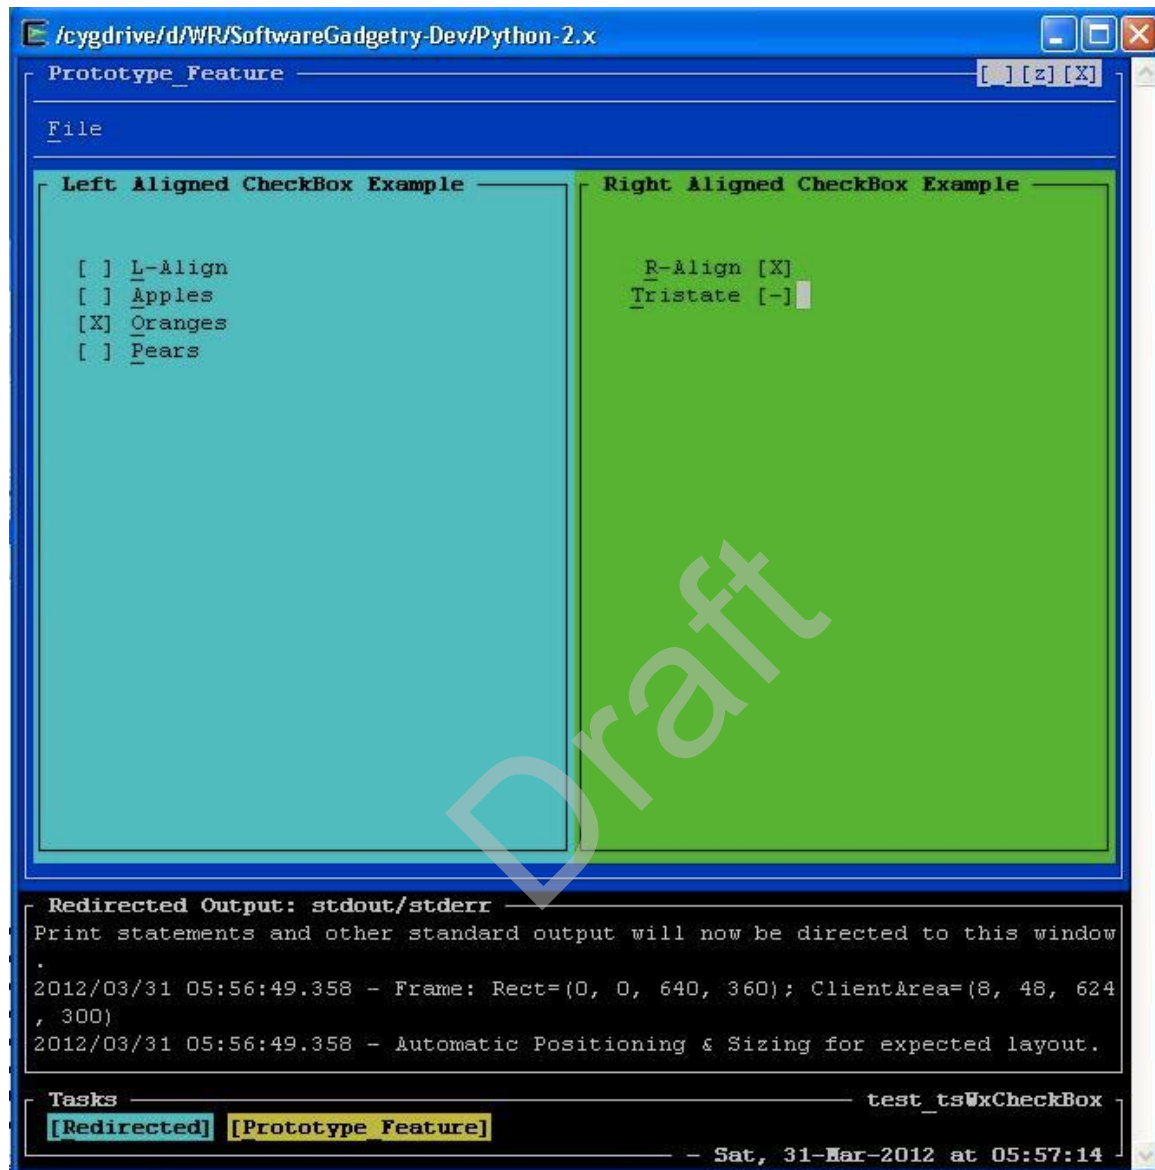 /cygdrive/d/WR/SoftwareGadgetry-Dev/Python-2.x
Prototype_Feature [_][z][X]
File
Left Aligned CheckBox Example
[ ] L-Align
[ ] Apples
[X] Oranges
[ ] Pears
Right Aligned CheckBox Example
R-Align [X]
Tristate [-]
Draft
Redirected Output: stdout/stderr
Print statements and other standard output will now be directed to this window
.
2012/03/31 05:56:49.358 - Frame: Rect=(0, 0, 640, 360); ClientArea=(8, 48, 624
, 300)
2012/03/31 05:56:49.358 - Automatic Positioning & Sizing for expected layout.
Tasks test_tsWxCheckBox
[Redirected] [Prototype_Feature]
- Sat, 31-Mar-2012 at 05:57:14